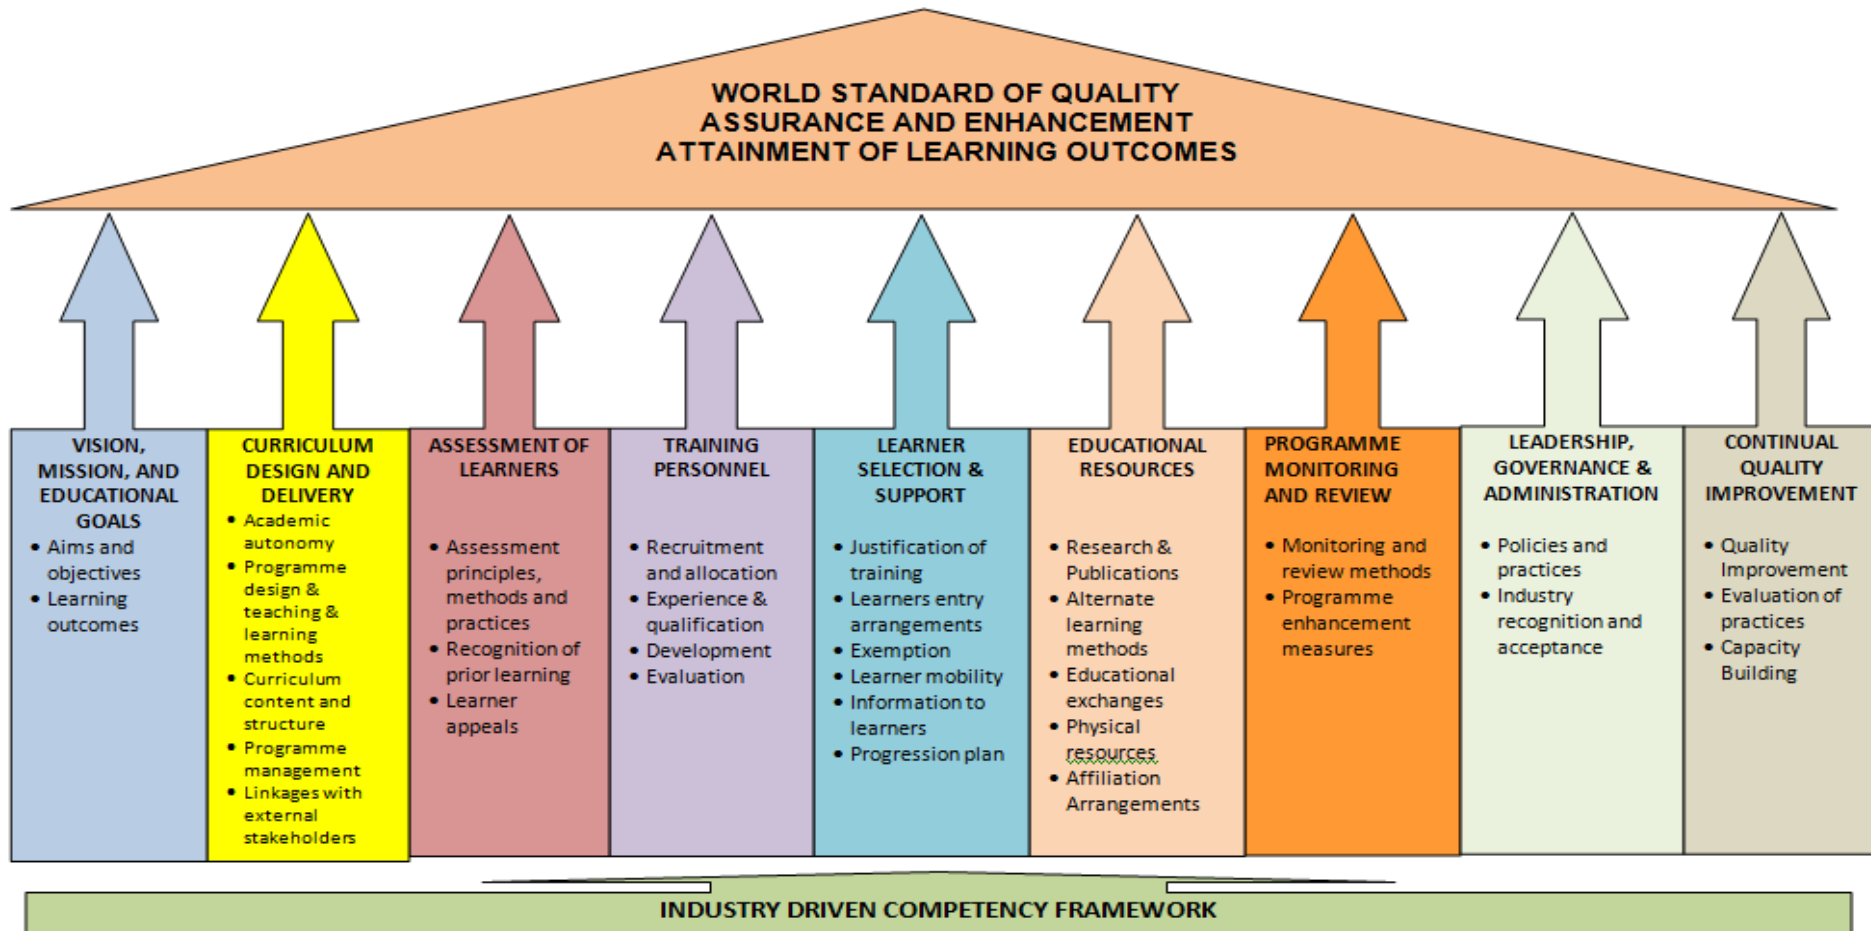 WORLD STANDARD OF QUALITY
ASSURANCE AND ENHANCEMENT
ATTAINMENT OF LEARNING OUTCOMES
VISION,
MISSION, AND
EDUCATIONAL
GOALS
• Aims and
objectives
• Learning
outcomes
CURRICULUM
DESIGN AND
DELIVERY
• Academic
autonomy
• Programme
design &
teaching &
learning
methods
• Curriculum
content and
structure
• Programme
management
• Linkages with
external
stakeholders
ASSESSMENT OF
LEARNERS
• Assessment
principles,
methods and
practices
• Recognition of
prior learning
• Learner
appeals
TRAINING
PERSONNEL
• Recruitment
and allocation
• Experience &
qualification
• Development
• Evaluation
LEARNER
SELECTION &
SUPPORT
• Justification of
training
• Learners entry
arrangements
• Exemption
• Learner mobility
• Information to
learners
• Progression plan
EDUCATIONAL
RESOURCES
• Research &
Publications
• Alternate
learning
methods
• Educational
exchanges
• Physical
resources
• Affiliation
Arrangements
PROGRAMME
MONITORING
AND REVIEW
• Monitoring and
review methods
• Programme
enhancement
measures
LEADERSHIP,
GOVERNANCE &
ADMINISTRATION
• Policies and
practices
• Industry
recognition and
acceptance
CONTINUAL
QUALITY
IMPROVEMENT
• Quality
Improvement
• Evaluation of
practices
• Capacity
Building
INDUSTRY DRIVEN COMPETENCY FRAMEWORK